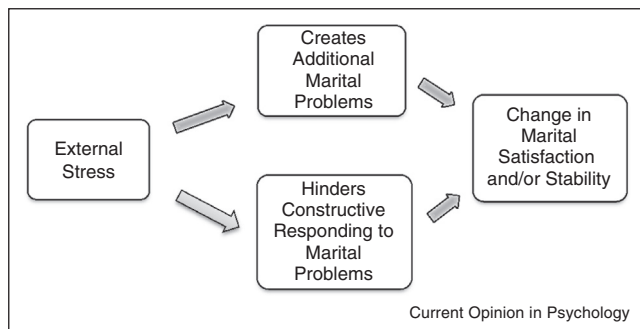 External
Stress
Creates
Additional
Marital
Problems
Hinders
Constructive
Responding to
Marital
Problems
Change in
Marital
Satisfaction
and/or Stability
Current Opinion in Psychology